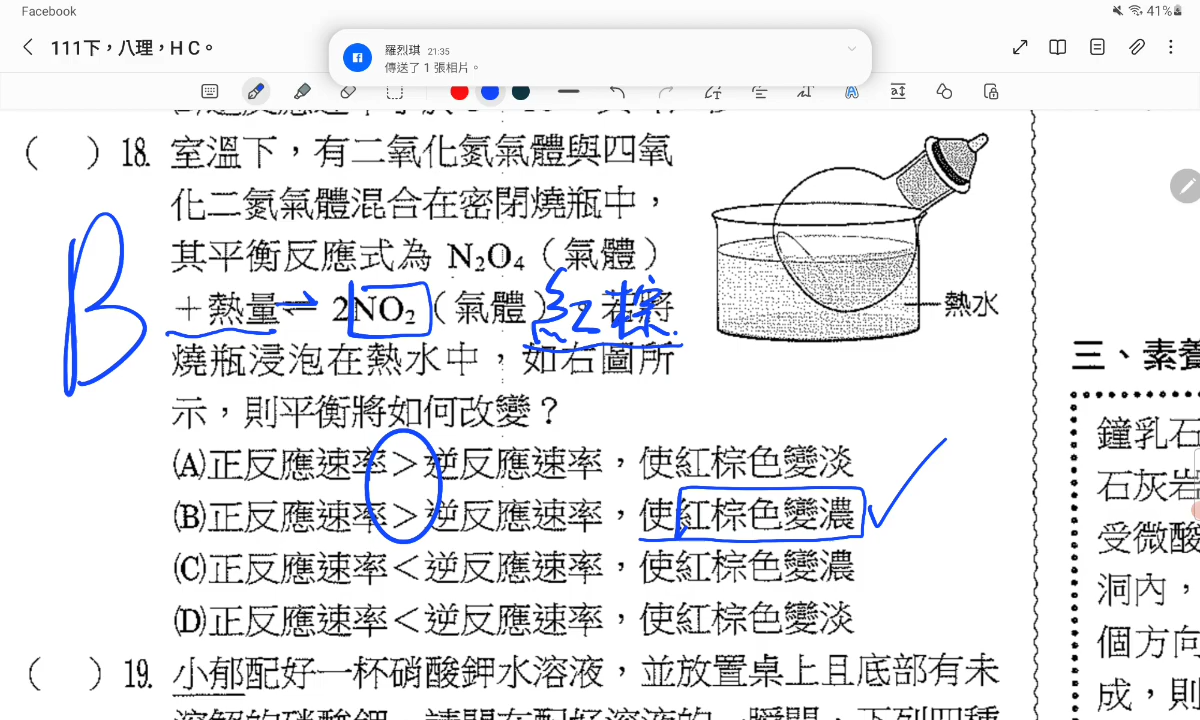 Facebook
41%
111下，八理，H C。
羅烈琪 21:35
傳送了 1 張相片。
( ) 18. 室溫下，有二氧化氮氣體與四氧
化二氮氣體混合在密閉燒瓶中，
其平衡反應式為 N₂O₄（氣體）
＋熱量⇌ 2NO₂（氣體） 若將
紅棕
燒瓶浸泡在熱水中，如右圖所
示，則平衡將如何改變？
B
熱水
(A)正反應速率＞逆反應速率，使紅棕色變淡
(B)正反應速率＞逆反應速率，使紅棕色變濃
(C)正反應速率＜逆反應速率，使紅棕色變濃
(D)正反應速率＜逆反應速率，使紅棕色變淡
( ) 19. 小郁配好一杯硝酸鉀水溶液，並放置桌上且底部有未
三、素養
鐘乳石
石灰岩
受微酸
洞內，
個方向
成，則